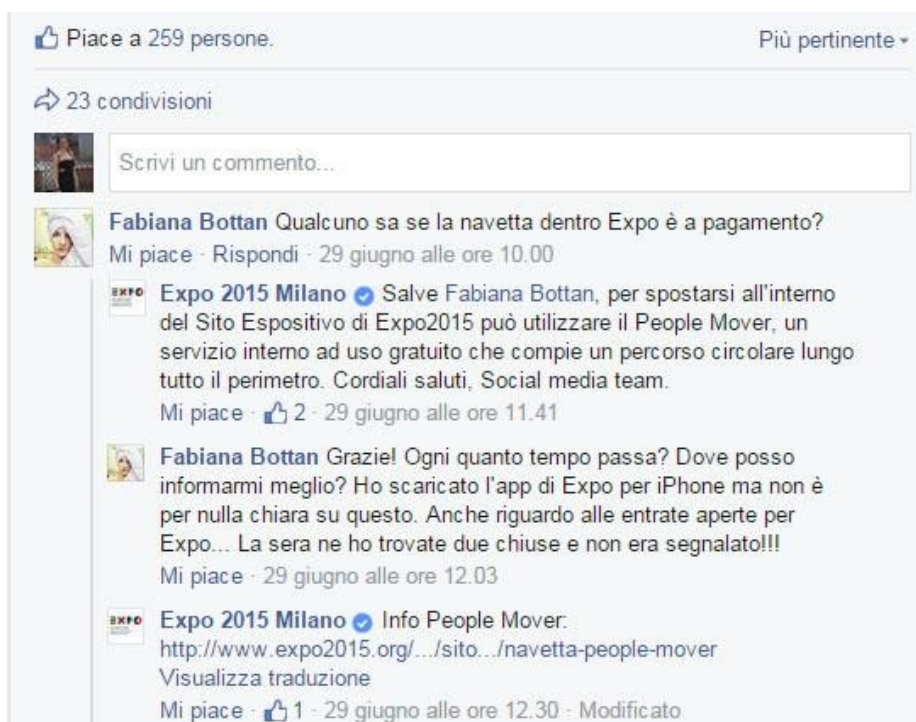 Piace a 259 persone.
Più pertinente
23 condivisioni
Scrivi un commento...
Fabiana Bottan Qualcuno sa se la navetta dentro Expo è a pagamento?
Mi piace · Rispondi · 29 giugno alle ore 10.00
EXPO
Expo 2015 Milano Salve Fabiana Bottan, per spostarsi all'interno
del Sito Espositivo di Expo2015 può utilizzare il People Mover, un
servizio interno ad uso gratuito che compie un percorso circolare lungo
tutto il perimetro. Cordiali saluti, Social media team.
Mi piace · 2 · 29 giugno alle ore 11.41
Fabiana Bottan Grazie! Ogni quanto tempo passa? Dove posso
informarmi meglio? Ho scaricato l'app di Expo per iPhone ma non è
per nulla chiara su questo. Anche riguardo alle entrate aperte per
Expo... La sera ne ho trovate due chiuse e non era segnalato!!!
Mi piace · 29 giugno alle ore 12.03
EXPO
Expo 2015 Milano Info People Mover:
http://www.expo2015.org/.../sito.../navetta-people-mover
Visualizza traduzione
Mi piace · 1 · 29 giugno alle ore 12.30 · Modificato